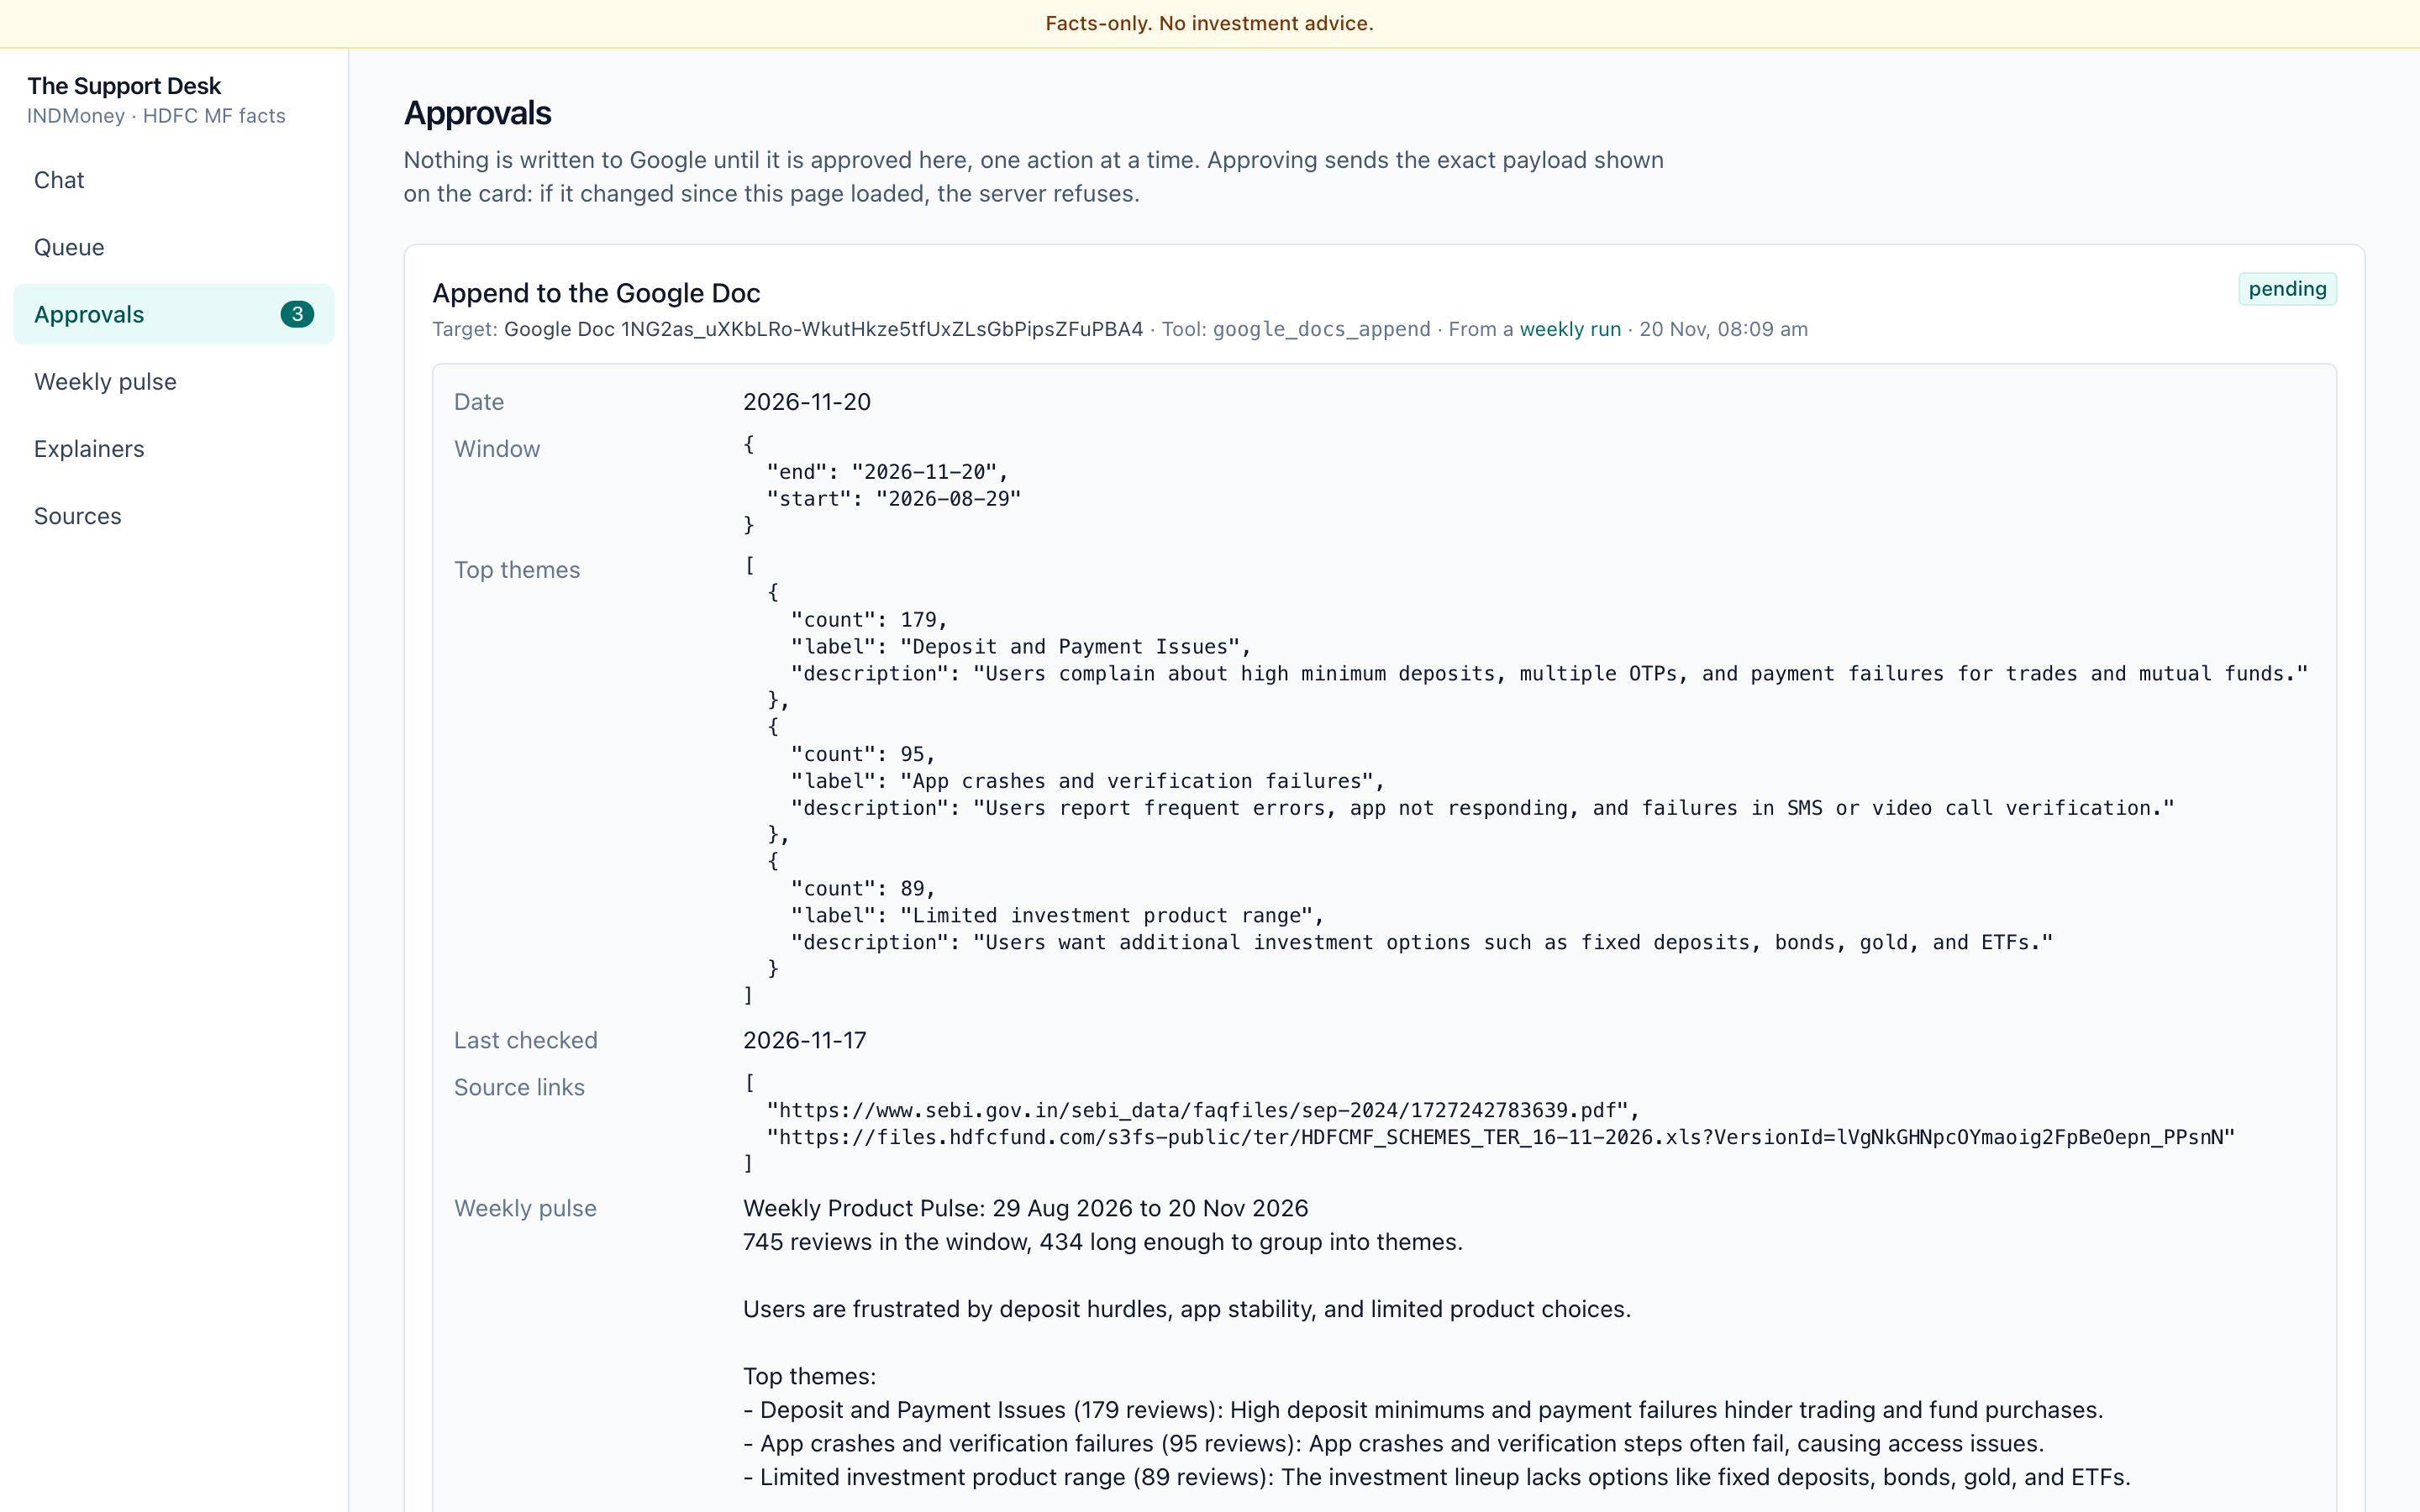 Facts-only. No investment advice.
The Support Desk
INDMoney · HDFC MF facts
Chat
Queue
Approvals 3
Weekly pulse
Explainers
Sources
Approvals
Nothing is written to Google until it is approved here, one action at a time. Approving sends the exact payload shown
on the card: if it changed since this page loaded, the server refuses.
Append to the Google Doc
pending
Target: Google Doc 1NG2as_uXKbLRo-WkutHkze5tfUxZLsGbPipsZFuPBA4 · Tool: google_docs_append · From a weekly run · 20 Nov, 08:09 am
Date 2026-11-20
Window {
"end": "2026-11-20",
"start": "2026-08-29"
}
Top themes [
{
"count": 179,
"label": "Deposit and Payment Issues",
"description": "Users complain about high minimum deposits, multiple OTPs, and payment failures for trades and mutual funds."
},
{
"count": 95,
"label": "App crashes and verification failures",
"description": "Users report frequent errors, app not responding, and failures in SMS or video call verification."
},
{
"count": 89,
"label": "Limited investment product range",
"description": "Users want additional investment options such as fixed deposits, bonds, gold, and ETFs."
}
]
Last checked 2026-11-17
Source links [
"https://www.sebi.gov.in/sebi_data/faqfiles/sep-2024/1727242783639.pdf",
"https://files.hdfcfund.com/s3fs-public/ter/HDFCMF_SCHEMES_TER_16-11-2026.xls?VersionId=lVgNkGHNpcOYmaoig2FpBeOepn_PPsnN"
]
Weekly pulse Weekly Product Pulse: 29 Aug 2026 to 20 Nov 2026
745 reviews in the window, 434 long enough to group into themes.
Users are frustrated by deposit hurdles, app stability, and limited product choices.
Top themes:
- Deposit and Payment Issues (179 reviews): High deposit minimums and payment failures hinder trading and fund purchases.
- App crashes and verification failures (95 reviews): App crashes and verification steps often fail, causing access issues.
- Limited investment product range (89 reviews): The investment lineup lacks options like fixed deposits, bonds, gold, and ETFs.